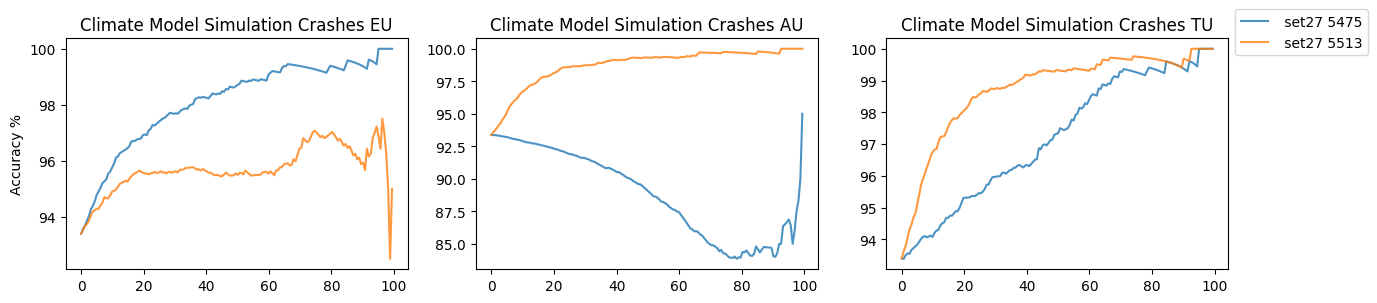 Climate Model Simulation Crashes EU
Accuracy %
100
98
96
94
0 20 40 60 80 100
Climate Model Simulation Crashes AU
100.0
97.5
95.0
92.5
90.0
87.5
85.0
0 20 40 60 80 100
Climate Model Simulation Crashes TU
100
99
98
97
96
95
94
0 20 40 60 80 100
set27 5475
set27 5513